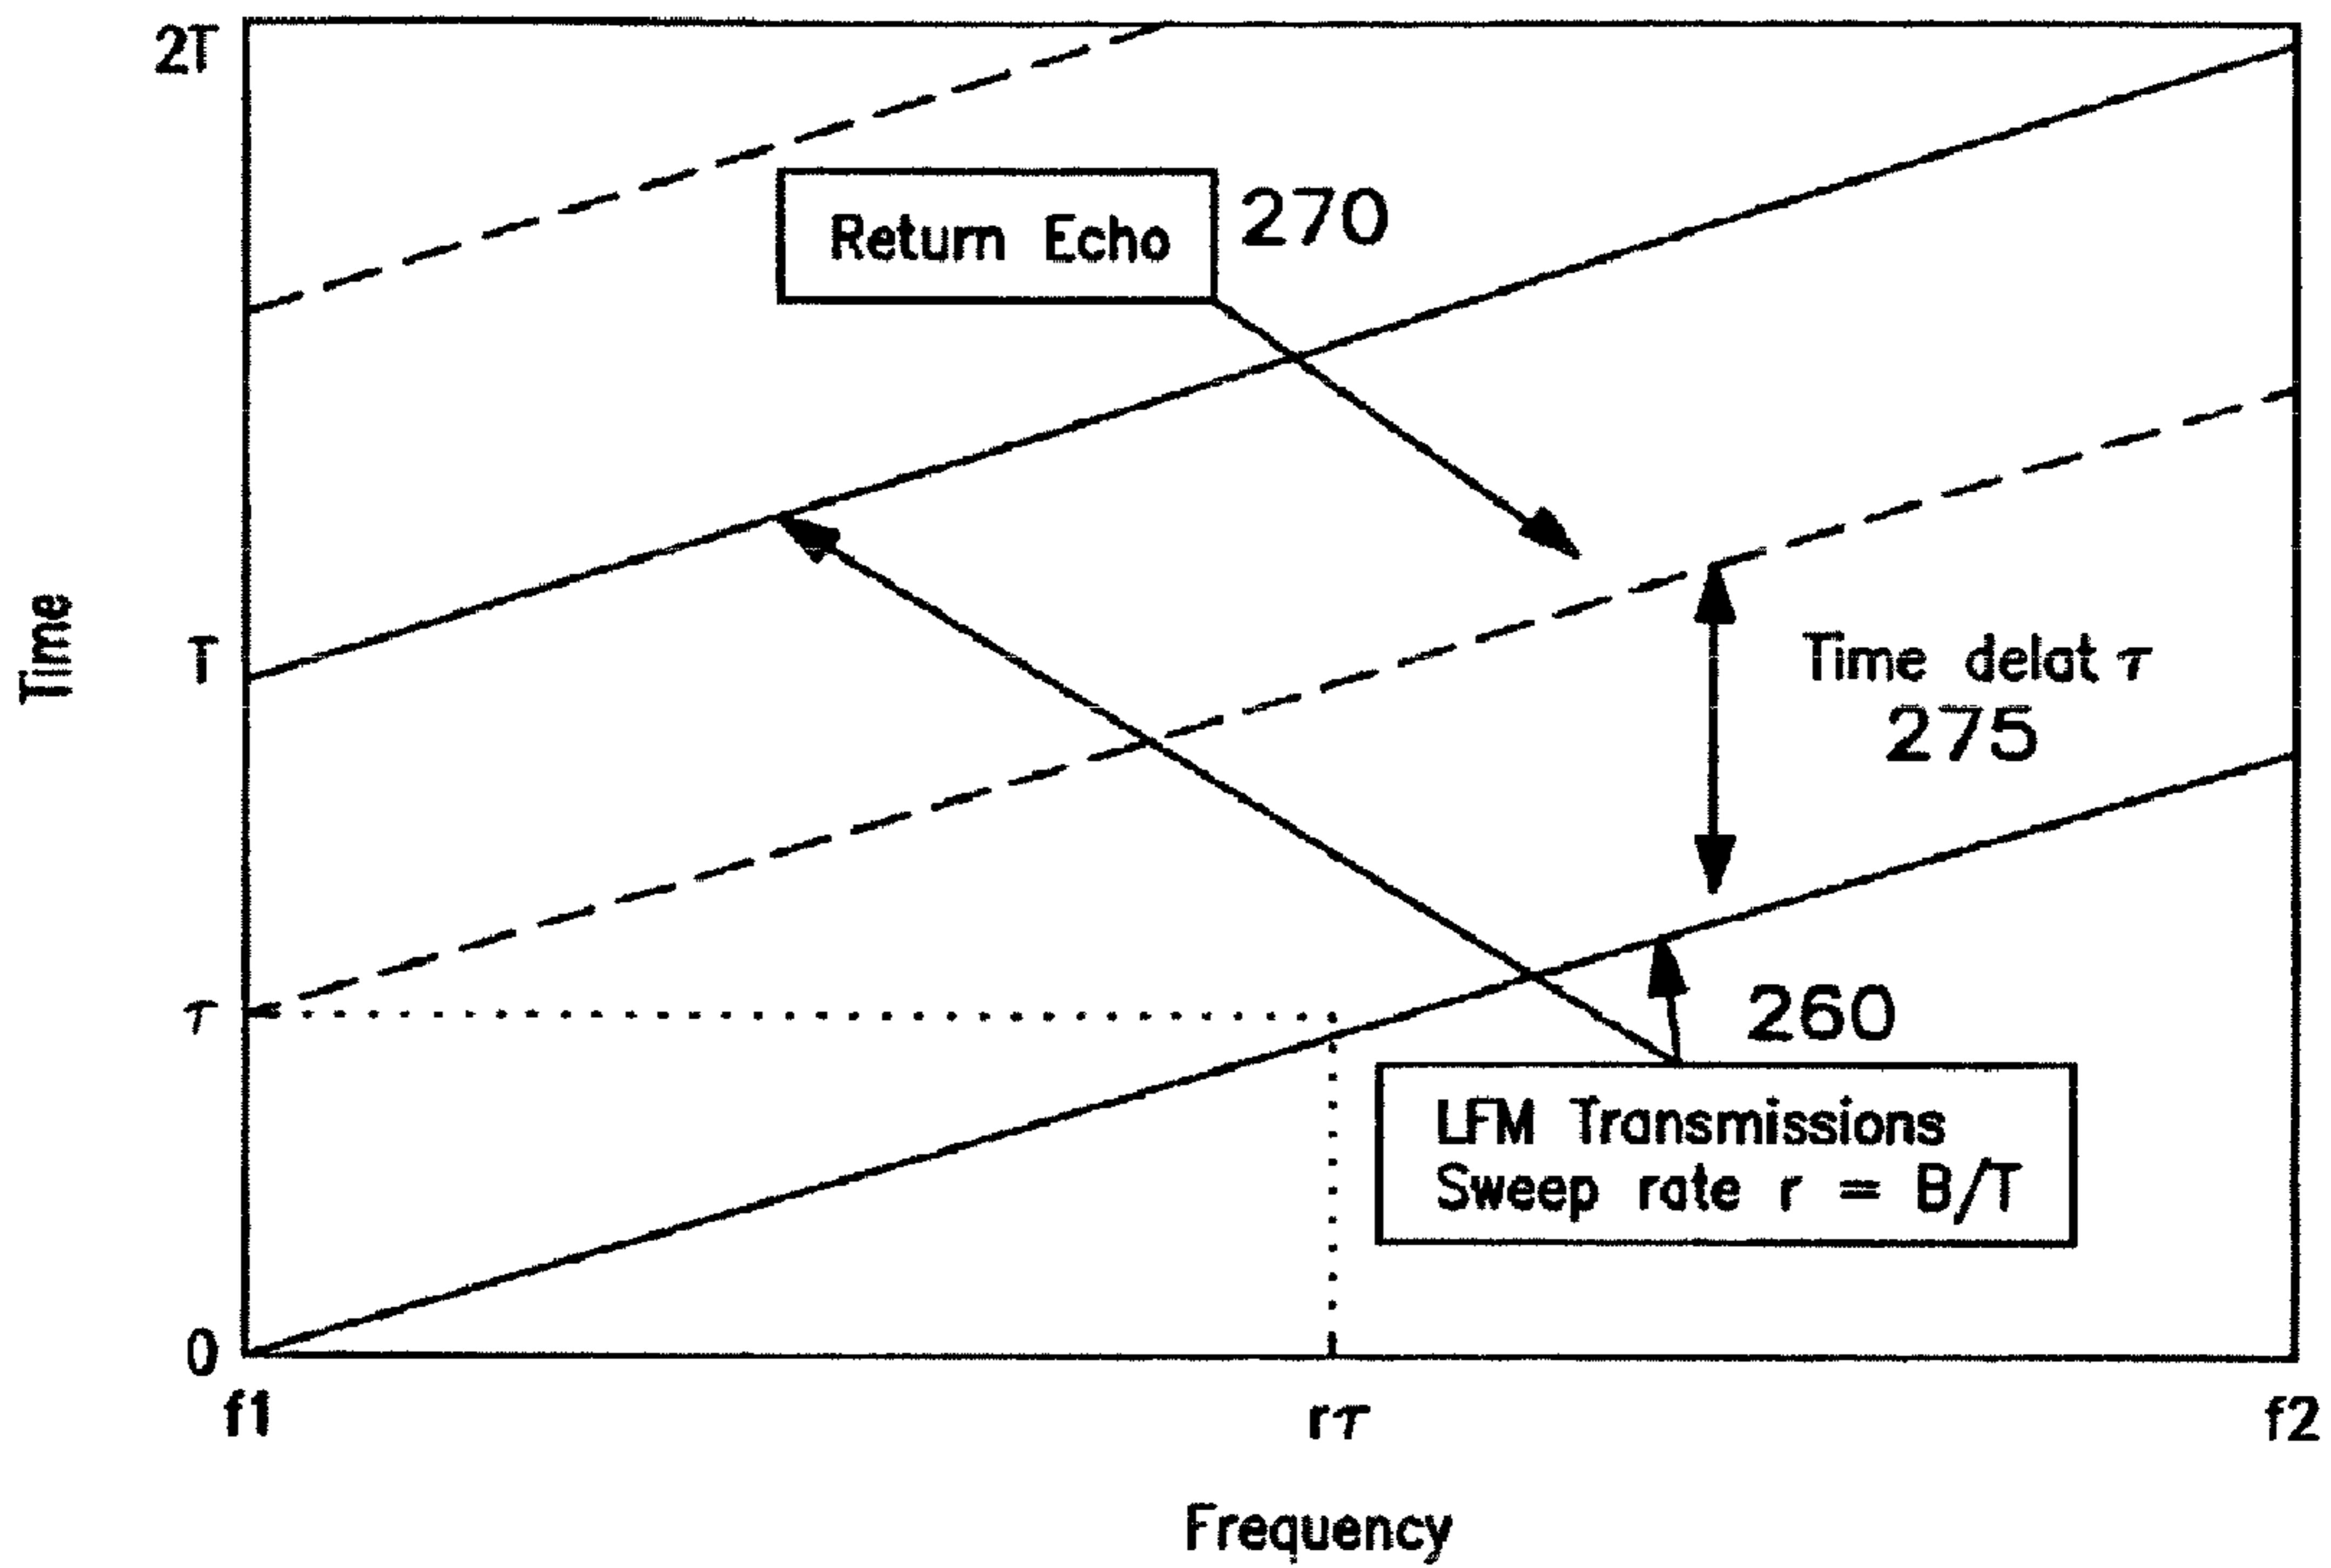 2T
Return Echo
270
Time
T
Time delat τ
275
τ
260
LFM Transmissions
Sweep rate r = B/T
0
f1
rτ
f2
Frequency